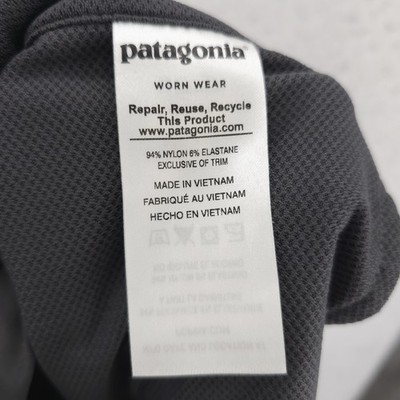 patagonia®
WORN WEAR
Repair, Reuse, Recycle
This Product
www.patagonia.com
94% NYLON 6% ELASTANE
EXCLUSIVE OF TRIM
MADE IN VIETNAM
FABRIQUÉ AU VIETNAM
HECHO EN VIETNAM